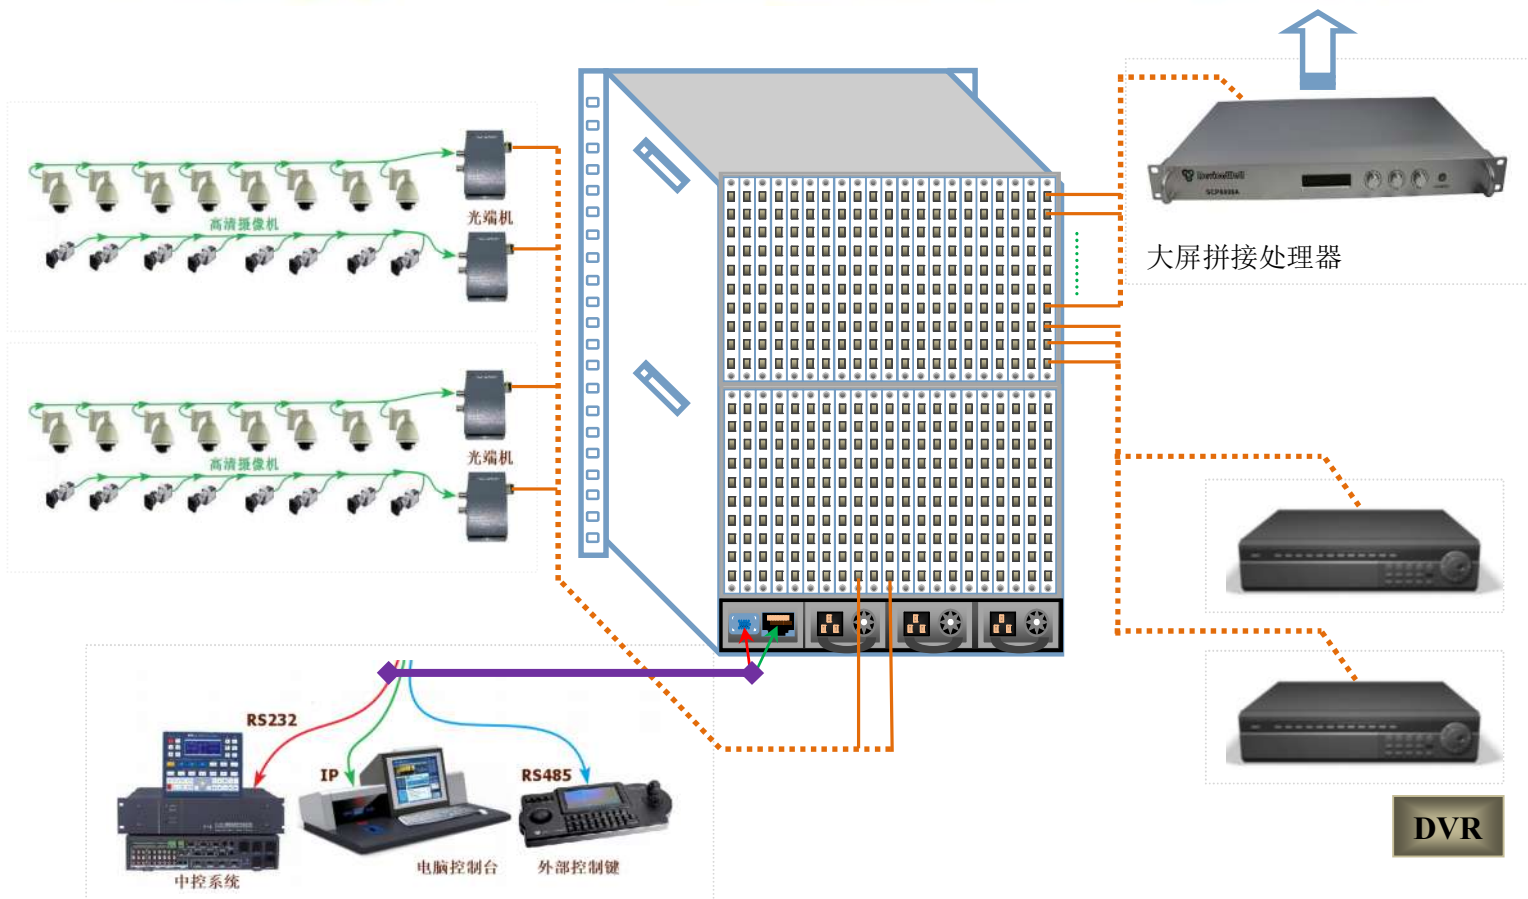 光端机
高清摄像机
光端机
高清摄像机
DeviceWell
大屏拼接处理器
RS232
IP
RS485
中控系统
电脑控制台
外部控制键
DVR